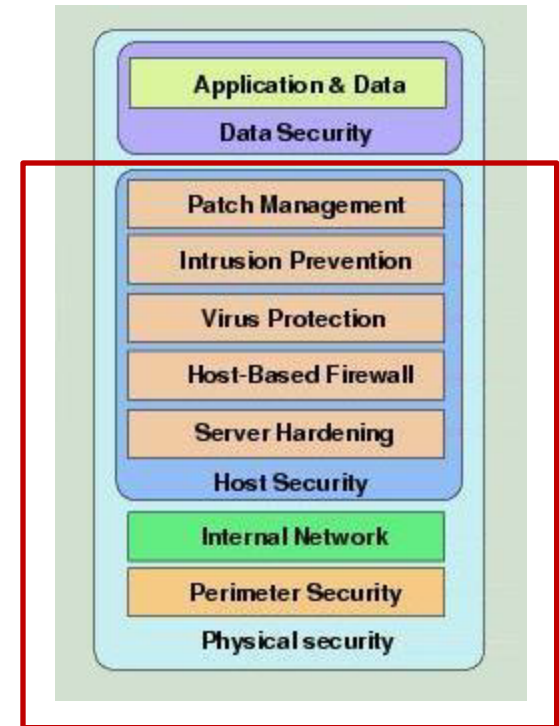 Application & Data
Data Security
Patch Management
Intrusion Prevention
Virus Protection
Host-Based Firewall
Server Hardening
Host Security
Internal Network
Perimeter Security
Physical security